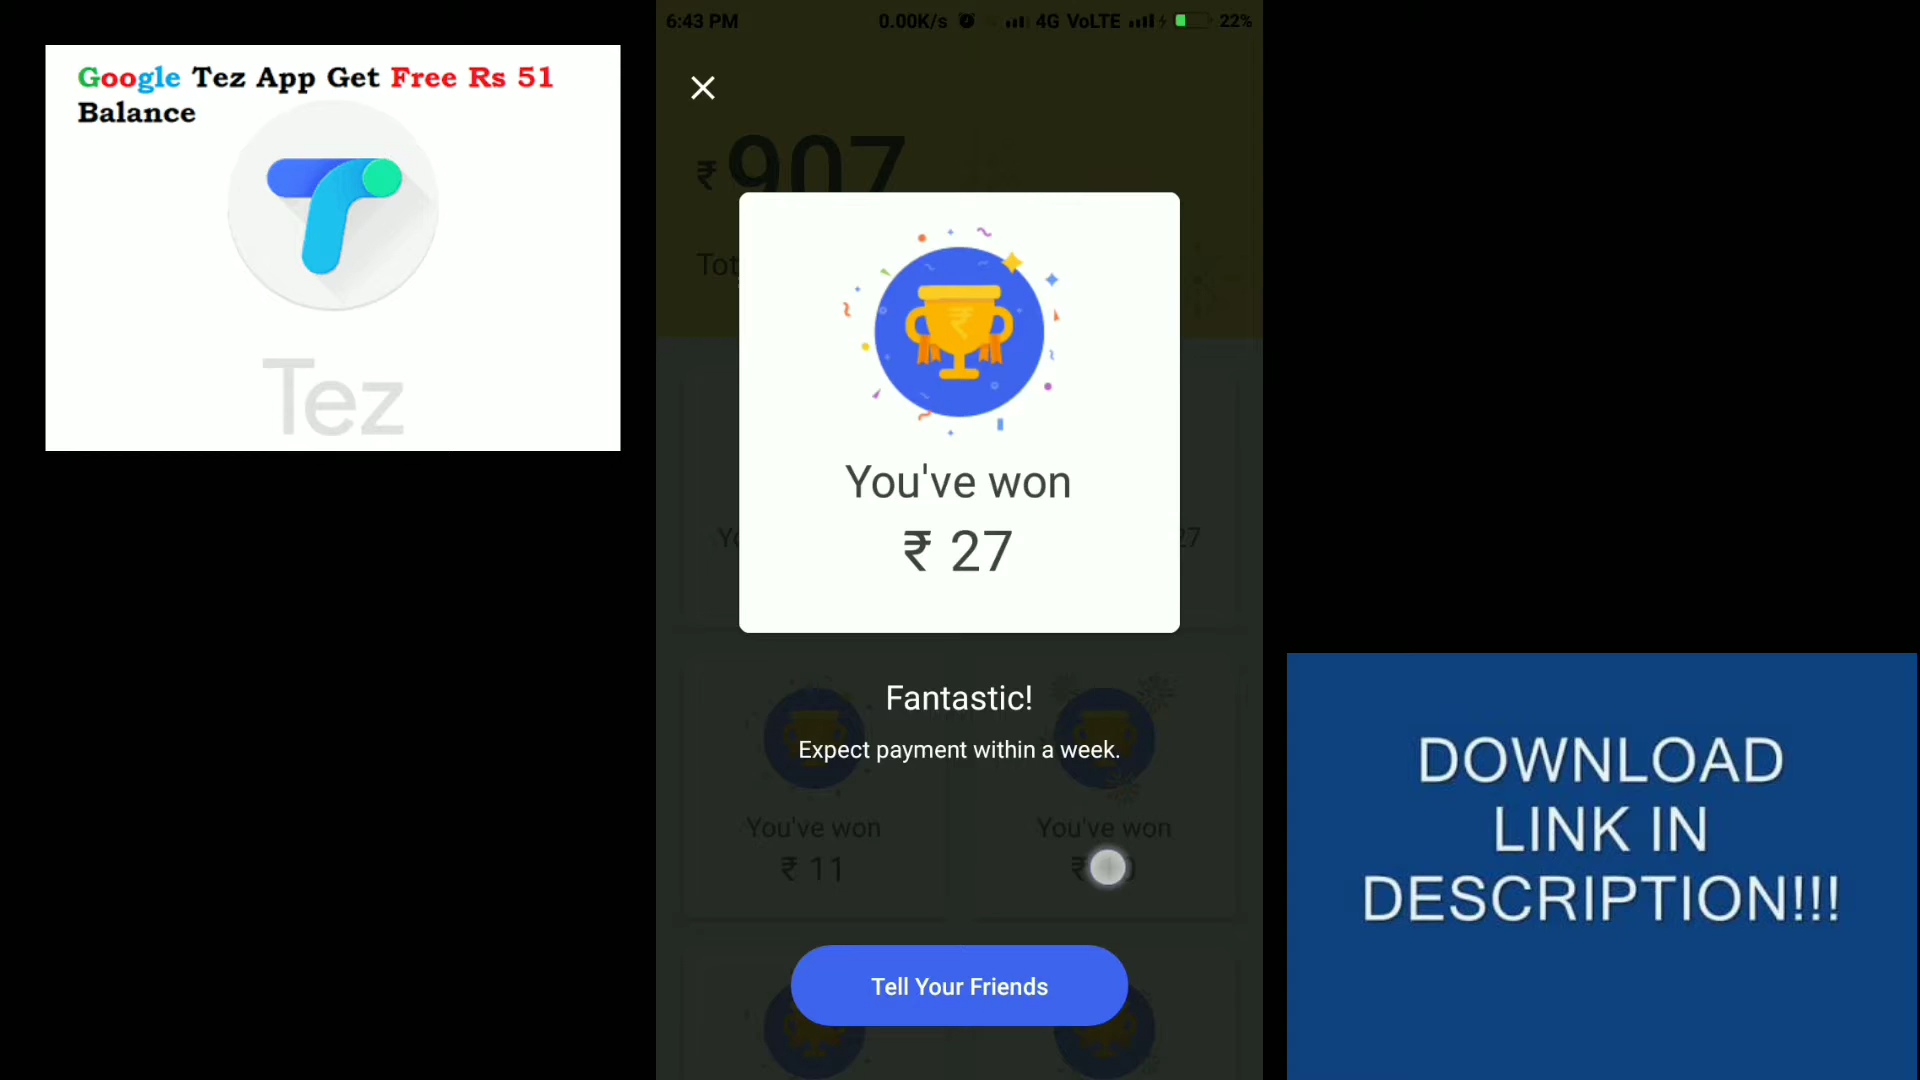 Google Tez App Get Free Rs 51
Balance
Tez
6:43 PM 0.00K/s 4G VoLTE 22%
₹ 907
Tot
You've won
₹ 27
27
Fantastic!
Expect payment within a week.
You've won
₹ 11
You've won
₹
Tell Your Friends
DOWNLOAD
LINK IN
DESCRIPTION!!!